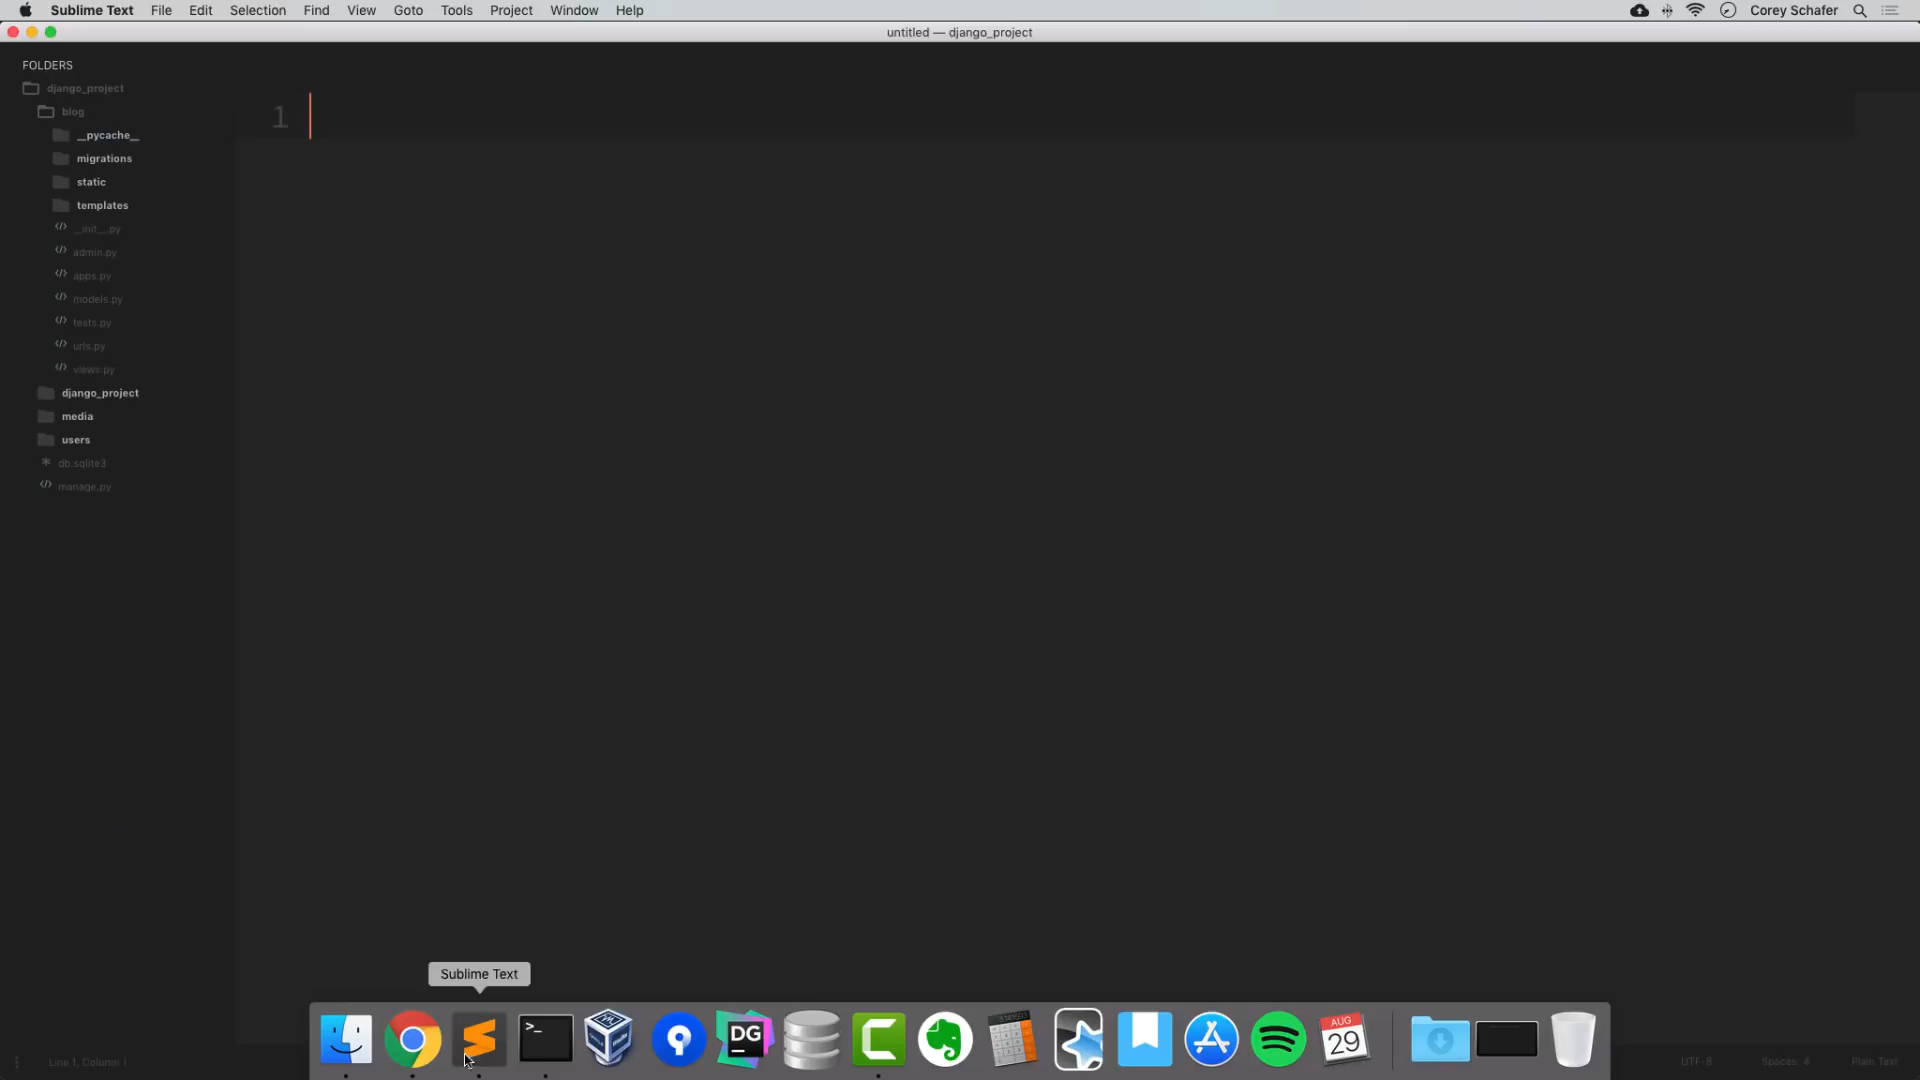 Sublime Text File Edit Selection Find View Goto Tools Project Window Help Corey Schafer
untitled — django_project
FOLDERS
django_project
blog
__pycache__
migrations
static
templates
__init__.py
admin.py
apps.py
models.py
tests.py
urls.py
views.py
django_project
media
users
db.sqlite3
manage.py
1
Sublime Text
>_
DG
AUG
29
Line 1, Column 1
UTF-8 Spaces: 4 Plain Text